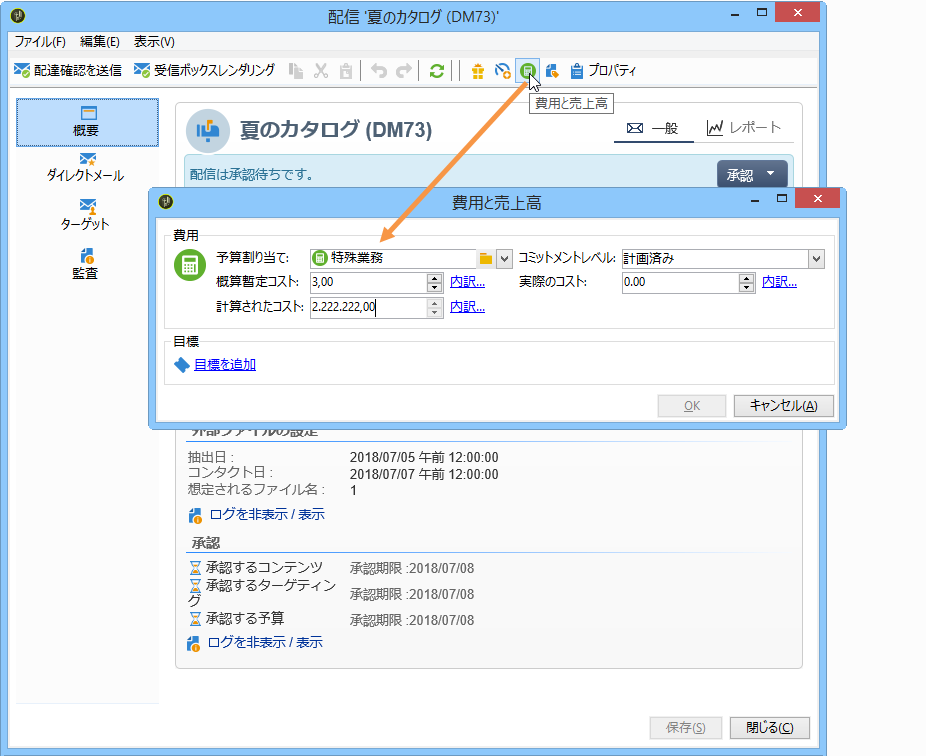 配信 '夏のカタログ (DM73)'
ファイル(F) 編集(E) 表示(V)
配達確認を送信 受信ボックスレンダリング プロパティ
費用と売上高
概要
ダイレクトメール
ターゲット
監査
夏のカタログ (DM73)
一般 レポート
配信は承認待ちです。
承認
費用と売上高
費用
予算割り当て: 特殊業務 コミットメントレベル: 計画済み
概算暫定コスト: 3,00 内訳... 実際のコスト: 0.00 内訳...
計算されたコスト: 2.222.222,00 内訳...
目標
目標を追加
OK キャンセル(A)
外部ファイルの設定
抽出日 : 2018/07/05 午前 12:00:00
コンタクト日 : 2018/07/07 午前 12:00:00
想定されるファイル名 : 1
ログを非表示 / 表示
承認
承認するコンテンツ 承認期限 :2018/07/08
承認するターゲティン
グ 承認期限 :2018/07/08
承認する予算 承認期限 :2018/07/08
ログを非表示 / 表示
保存(S) 閉じる(C)